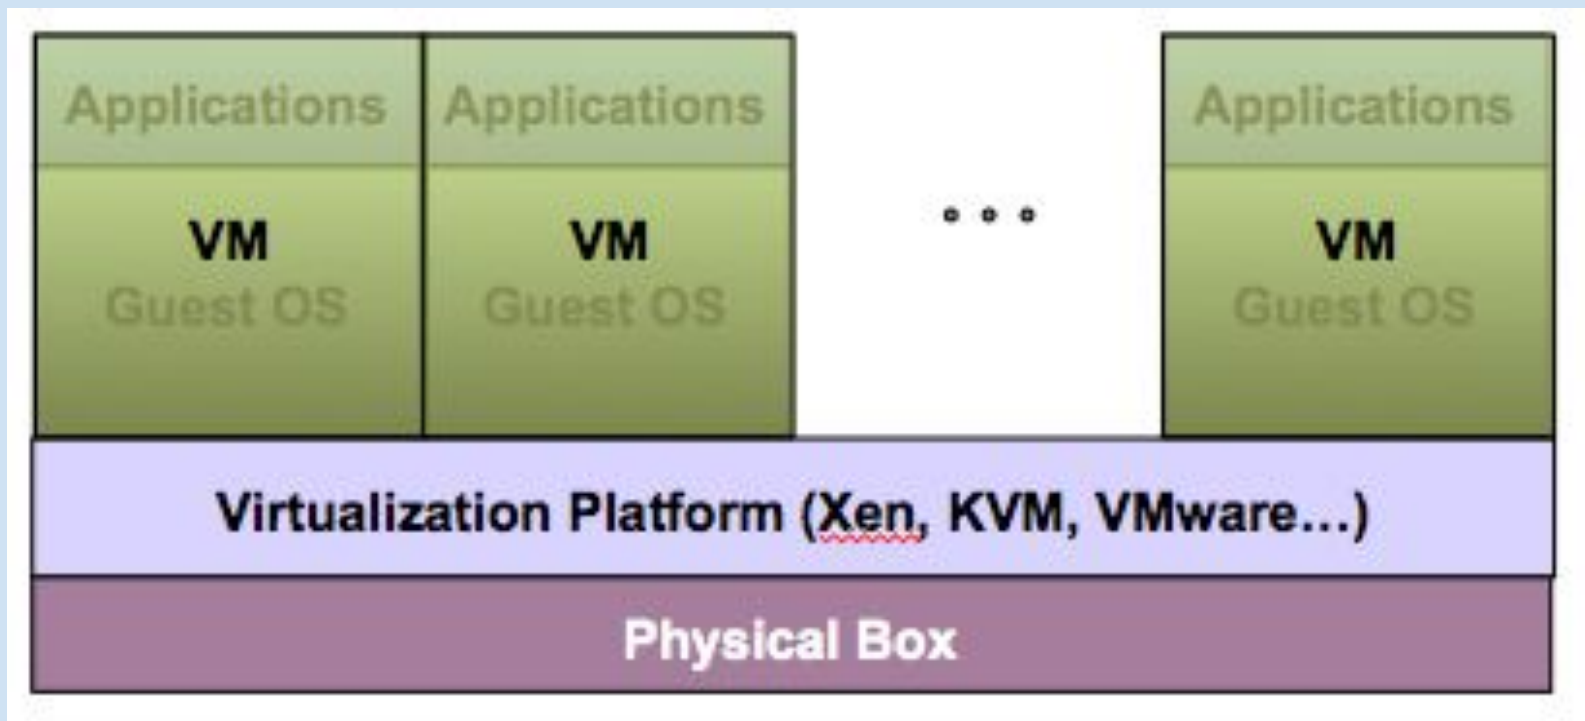 Applications Applications Applications
VM VM ... VM
Guest OS Guest OS Guest OS
Virtualization Platform (Xen, KVM, VMware...)
Physical Box